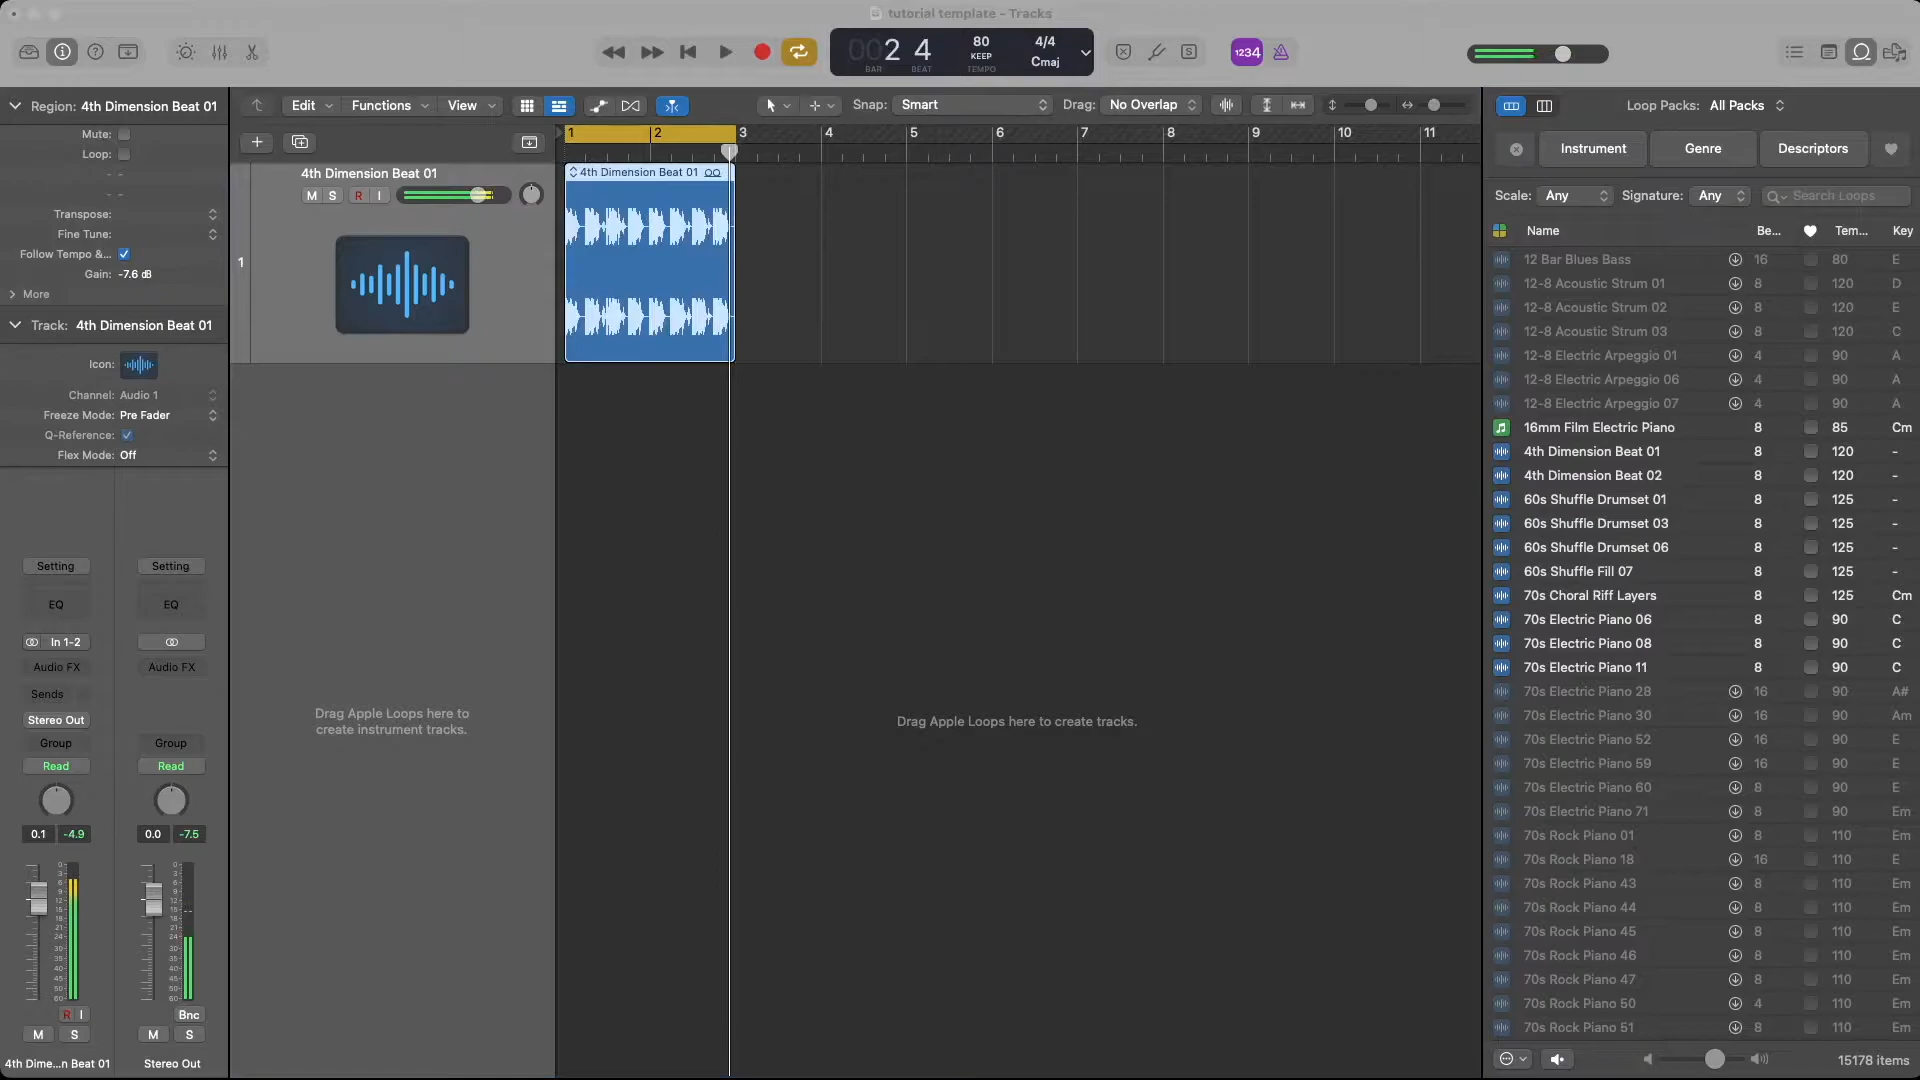 tutorial template - Tracks
002 4
BAR
BEAT
80
KEEP
TEMPO
4/4
Cmaj
1234
Region: 4th Dimension Beat 01
Mute:
Loop:
- -
- -
Transpose:
Fine Tune:
Follow Tempo &...
Gain: -7.6 dB
More
Track: 4th Dimension Beat 01
Icon:
Channel: Audio 1
Freeze Mode: Pre Fader
Q-Reference:
Flex Mode: Off
Setting
Setting
EQ
EQ
In 1-2
Audio FX
Audio FX
Sends
Stereo Out
Group
Group
Read
Read
0.1 -4.9
0.0 -7.5
R I
Bnc
M S
M S
4th Dime...n Beat 01
Stereo Out
Edit
Functions
View
Snap: Smart
Drag: No Overlap
1 2 3 4 5 6 7 8 9 10 11
1
4th Dimension Beat 01
M S R I
4th Dimension Beat 01
Drag Apple Loops here to
create instrument tracks.
Drag Apple Loops here to create tracks.
Loop Packs: All Packs
Instrument
Genre
Descriptors
Scale: Any
Signature: Any
Search Loops
Name Be... Tem... Key
12 Bar Blues Bass 16 80 E
12-8 Acoustic Strum 01 8 120 D
12-8 Acoustic Strum 02 8 120 E
12-8 Acoustic Strum 03 8 120 C
12-8 Electric Arpeggio 01 4 90 A
12-8 Electric Arpeggio 06 4 90 A
12-8 Electric Arpeggio 07 4 90 A
16mm Film Electric Piano 8 85 Cm
4th Dimension Beat 01 8 120 -
4th Dimension Beat 02 8 120 -
60s Shuffle Drumset 01 8 125 -
60s Shuffle Drumset 03 8 125 -
60s Shuffle Drumset 06 8 125 -
60s Shuffle Fill 07 8 125 -
70s Choral Riff Layers 8 125 Cm
70s Electric Piano 06 8 90 C
70s Electric Piano 08 8 90 C
70s Electric Piano 11 8 90 C
70s Electric Piano 28 16 90 A#
70s Electric Piano 30 16 90 Am
70s Electric Piano 52 16 90 E
70s Electric Piano 59 16 90 E
70s Electric Piano 60 8 90 E
70s Electric Piano 71 8 90 Em
70s Rock Piano 01 8 110 Em
70s Rock Piano 18 16 110 E
70s Rock Piano 43 8 110 Em
70s Rock Piano 44 8 110 Em
70s Rock Piano 45 8 110 Em
70s Rock Piano 46 8 110 Em
70s Rock Piano 47 8 110 Em
70s Rock Piano 50 4 110 Em
70s Rock Piano 51 8 110 Em
15178 items